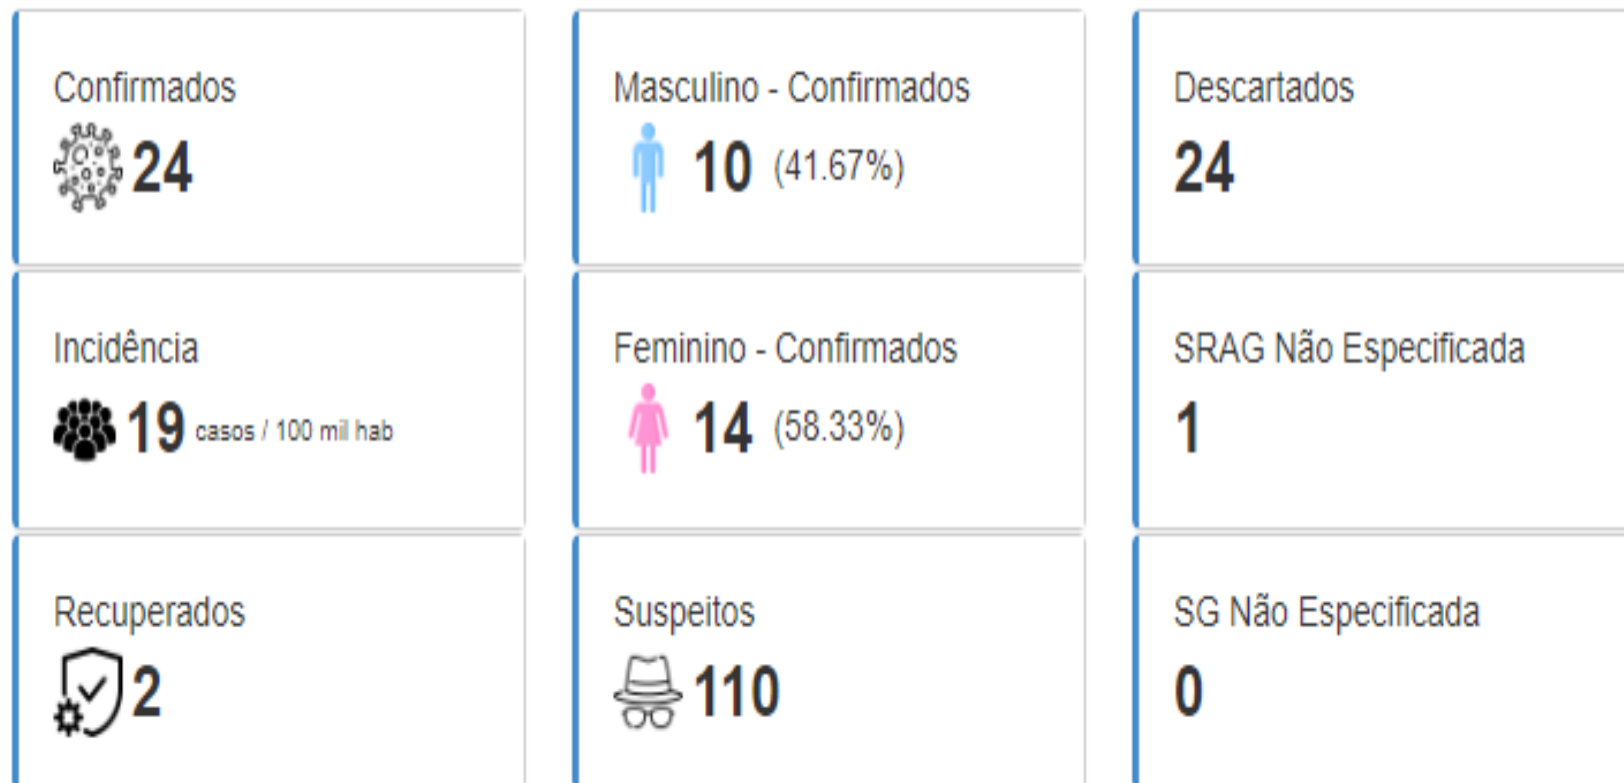 Confirmados
24
Masculino - Confirmados
10 (41.67%)
Descartados
24
Incidência
19 casos / 100 mil hab
Feminino - Confirmados
14 (58.33%)
SRAG Não Especificada
1
Recuperados
2
Suspeitos
110
SG Não Especificada
0